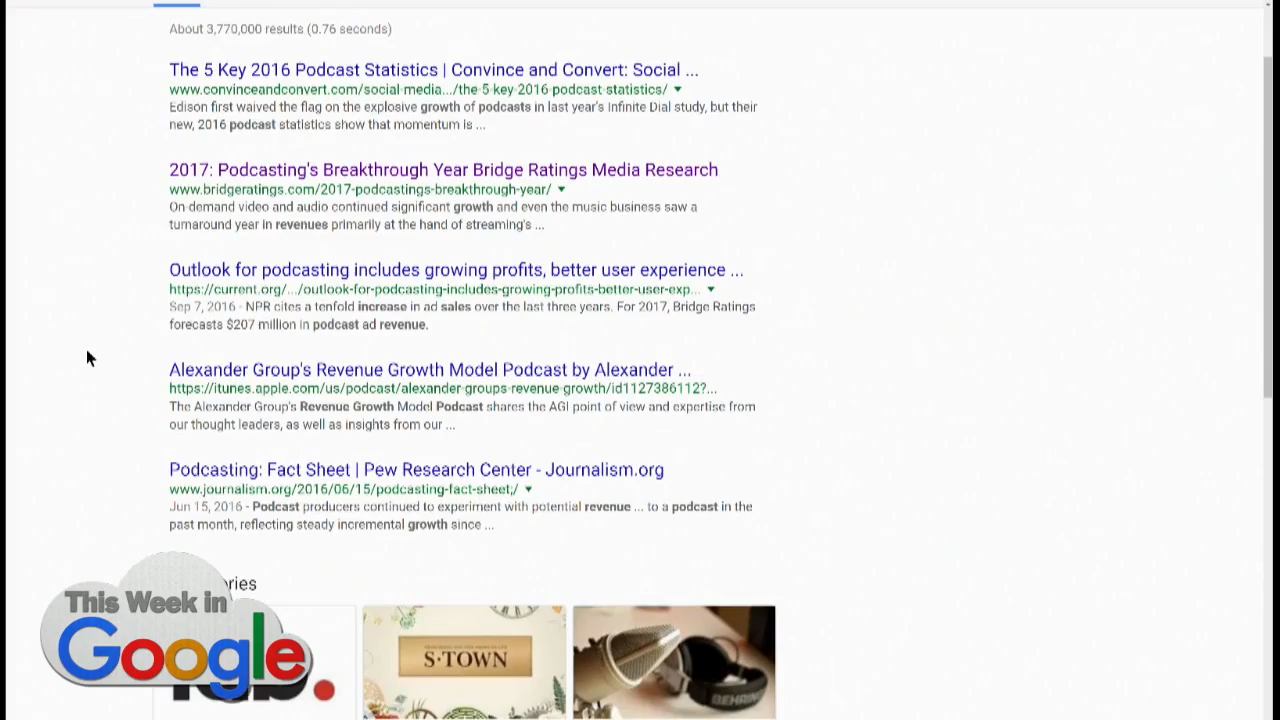 About 3,770,000 results (0.76 seconds)
The 5 Key 2016 Podcast Statistics | Convince and Convert: Social ...
www.convinceandconvert.com/social-media.../the-5-key-2016-podcast-statistics/
Edison first waived the flag on the explosive growth of podcasts in last year's Infinite Dial study, but their
new, 2016 podcast statistics show that momentum is ...
2017: Podcasting's Breakthrough Year Bridge Ratings Media Research
www.bridgeratings.com/2017-podcastings-breakthrough-year/
On-demand video and audio continued significant growth and even the music business saw a
turnaround year in revenues primarily at the hand of streaming's ...
Outlook for podcasting includes growing profits, better user experience ...
https://current.org/.../outlook-for-podcasting-includes-growing-profits-better-user-exp...
Sep 7, 2016 - NPR cites a tenfold increase in ad sales over the last three years. For 2017, Bridge Ratings
forecasts $207 million in podcast ad revenue.
Alexander Group's Revenue Growth Model Podcast by Alexander ...
https://itunes.apple.com/us/podcast/alexander-groups-revenue-growth/id1127386112?...
The Alexander Group's Revenue Growth Model Podcast shares the AGI point of view and expertise from
our thought leaders, as well as insights from our ...
Podcasting: Fact Sheet | Pew Research Center - Journalism.org
www.journalism.org/2016/06/15/podcasting-fact-sheet;/
Jun 15, 2016 - Podcast producers continued to experiment with potential revenue ... to a podcast in the
past month, reflecting steady incremental growth since ...
ries
This Week in
Google
S·TOWN
BEHRING